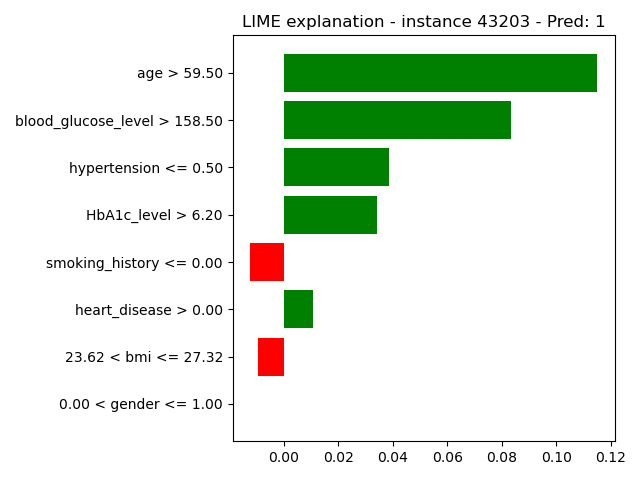 LIME explanation - instance 43203 - Pred: 1
age > 59.50
blood_glucose_level > 158.50
hypertension <= 0.50
HbA1c_level > 6.20
smoking_history <= 0.00
heart_disease > 0.00
23.62 < bmi <= 27.32
0.00 < gender <= 1.00
0.00 0.02 0.04 0.06 0.08 0.10 0.12